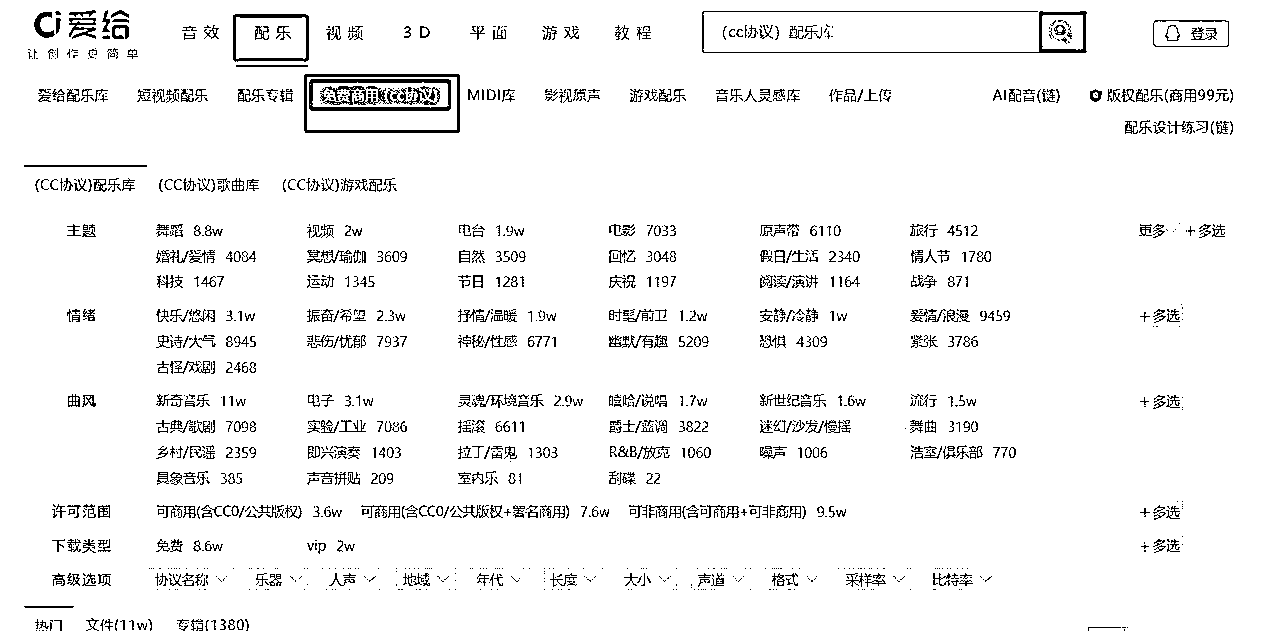 爱给
让创作更简单
音效 配乐 视频 3D 平面 游戏 教程 (cc协议) 配乐库 登录
爱给配乐库 短视频配乐 配乐专辑 免费商用(cc协议) MIDI库 影视原声 游戏配乐 音乐人灵感库 作品/上传 AI配音(链) 版权配乐(商用99元)
配乐设计练习(链)
(CC协议)配乐库 (CC协议)歌曲库 (CC协议)游戏配乐
主题 舞蹈 8.8w 视频 2w 电台 1.9w 电影 7033 原声带 6110 旅行 4512 更多 +多选
婚礼/爱情 4084 冥想/瑜伽 3609 自然 3509 回忆 3048 假日/生活 2340 情人节 1780
科技 1467 运动 1345 节日 1281 庆祝 1197 阅读/演讲 1164 战争 871
情绪 快乐/悠闲 3.1w 振奋/希望 2.3w 抒情/温暖 1.9w 时髦/前卫 1.2w 安静/冷静 1w 爱情/浪漫 9459 +多选
史诗/大气 8945 悲伤/忧郁 7937 神秘/性感 6771 幽默/有趣 5209 恐惧 4309 紧张 3786
古怪/戏剧 2468
曲风 新奇音乐 11w 电子 3.1w 灵魂/环境音乐 2.9w 嘻哈/说唱 1.7w 新世纪音乐 1.6w 流行 1.5w +多选
古典/歌剧 7098 实验/工业 7086 摇滚 6611 爵士/蓝调 3822 迷幻/沙发/慢摇 舞曲 3190
乡村/民谣 2359 即兴演奏 1403 拉丁/雷鬼 1303 R&B/放克 1060 噪声 1006 浩室/俱乐部 770
具象音乐 385 声音拼贴 209 室内乐 81 刮碟 22
许可范围 可商用(含CC0/公共版权) 3.6w 可商用(含CC0/公共版权+署名商用) 7.6w 可非商用(含可商用+可非商用) 9.5w +多选
下载类型 免费 8.6w vip 2w +多选
高级选项 协议名称 乐器 人声 地域 年代 长度 大小 声道 格式 采样率 比特率
热门 文件(11w) 专辑(1380)